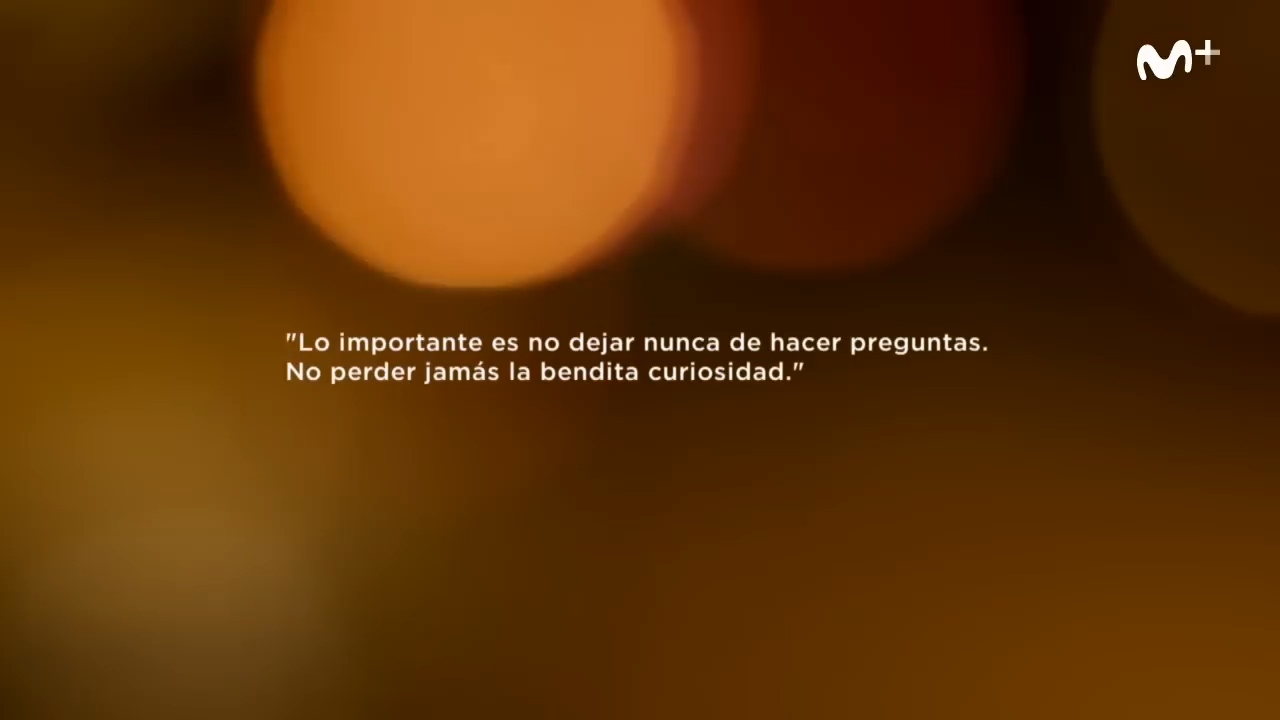 M+
"Lo importante es no dejar nunca de hacer preguntas.
No perder jamás la bendita curiosidad."